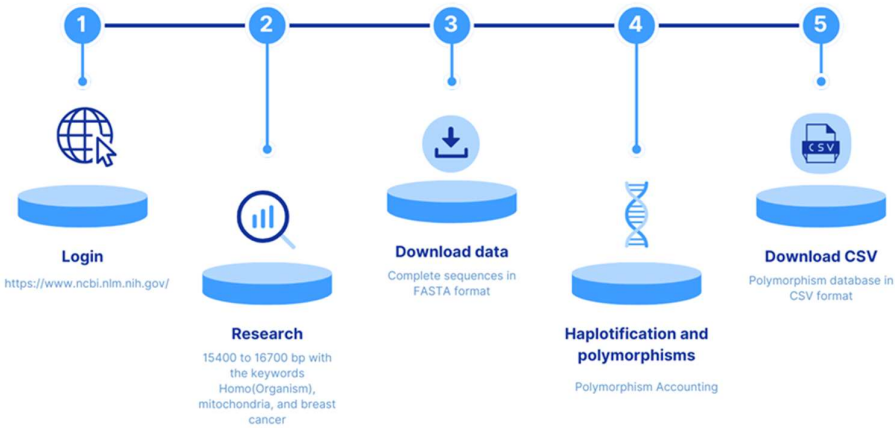 1
2
3
4
5
Login
https://www.ncbi.nlm.nih.gov/
Research
15400 to 16700 bp with
the keywords
Homo(Organism),
mitochondria, and breast
cancer
Download data
Complete sequences in
FASTA format
Haplotification and
polymorphisms
Polymorphism Accounting
CSV
Download CSV
Polymorphism database in
CSV format